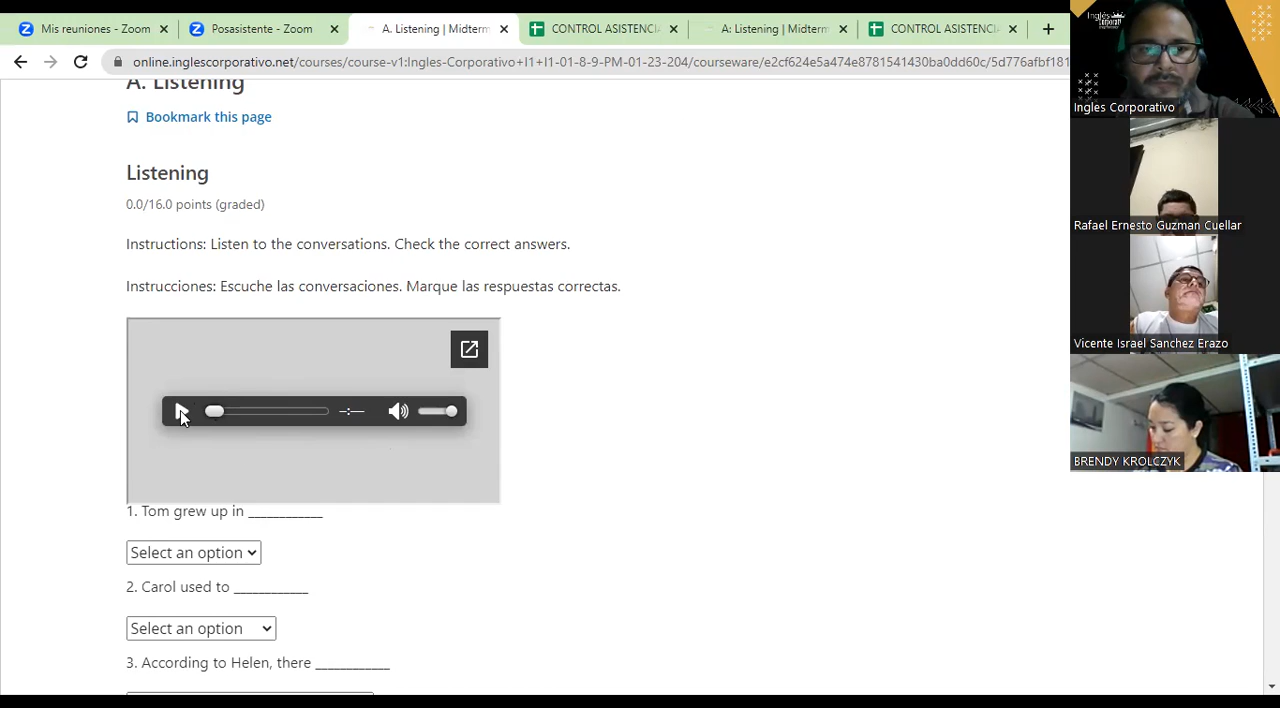 Mis reuniones - Zoom
Posasistente - Zoom
A. Listening | Midterm
CONTROL ASISTENCI
A: Listening | Midterm
CONTROL ASISTENC
online.inglescorporativo.net/courses/course-v1:Ingles-Corporativo+I1+I1-01-8-9-PM-01-23-204/courseware/e2cf624e5a474e8781541430ba0dd60c/5d776afbf181
A. Listening
Bookmark this page
Listening
0.0/16.0 points (graded)
Instructions: Listen to the conversations. Check the correct answers.
Instrucciones: Escuche las conversaciones. Marque las respuestas correctas.
-:--
1. Tom grew up in ____________
Select an option
2. Carol used to ____________
Select an option
3. According to Helen, there ____________
Ingles Corporativo
Rafael Ernesto Guzman Cuellar
Vicente Israel Sanchez Erazo
BRENDY KROLCZYK